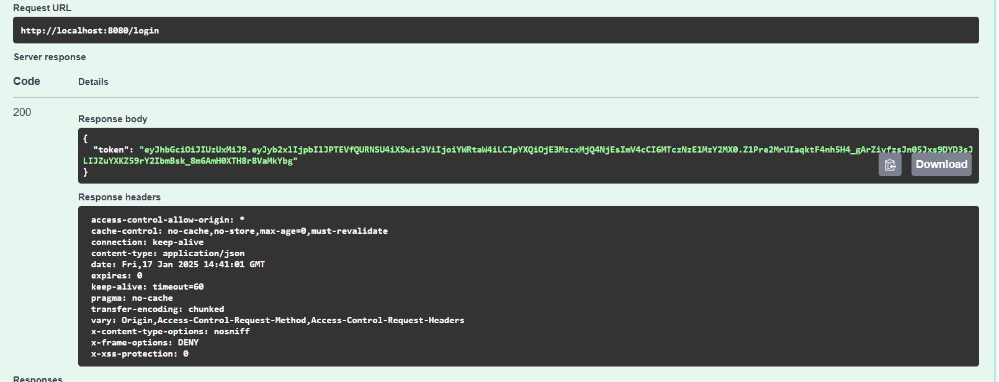 Request URL
http://localhost:8080/login
Server response
Code Details
200
Response body
{
"token": "eyJhbGciOiJIUzUxMiJ9.eyJyb2xlIjpbIlJPTEVfQURNSU4iXSwic3ViIjoiYWRtaW4iLCJpYXQiOjE3MzcxMjQ4NjEsImV4cCI6MTczNzE1MzY2MX0.Z1Pre2MrUIaqktF4nh5H4_gArZivfzsJn05Jxs9DYD3sJ
LIJZuYXKZ59rY2IbmBsk_8m6AmH0XTH8r8VaMkYbg"
}
Download
Response headers
access-control-allow-origin: *
cache-control: no-cache,no-store,max-age=0,must-revalidate
connection: keep-alive
content-type: application/json
date: Fri,17 Jan 2025 14:41:01 GMT
expires: 0
keep-alive: timeout=60
pragma: no-cache
transfer-encoding: chunked
vary: Origin,Access-Control-Request-Method,Access-Control-Request-Headers
x-content-type-options: nosniff
x-frame-options: DENY
x-xss-protection: 0
Responses